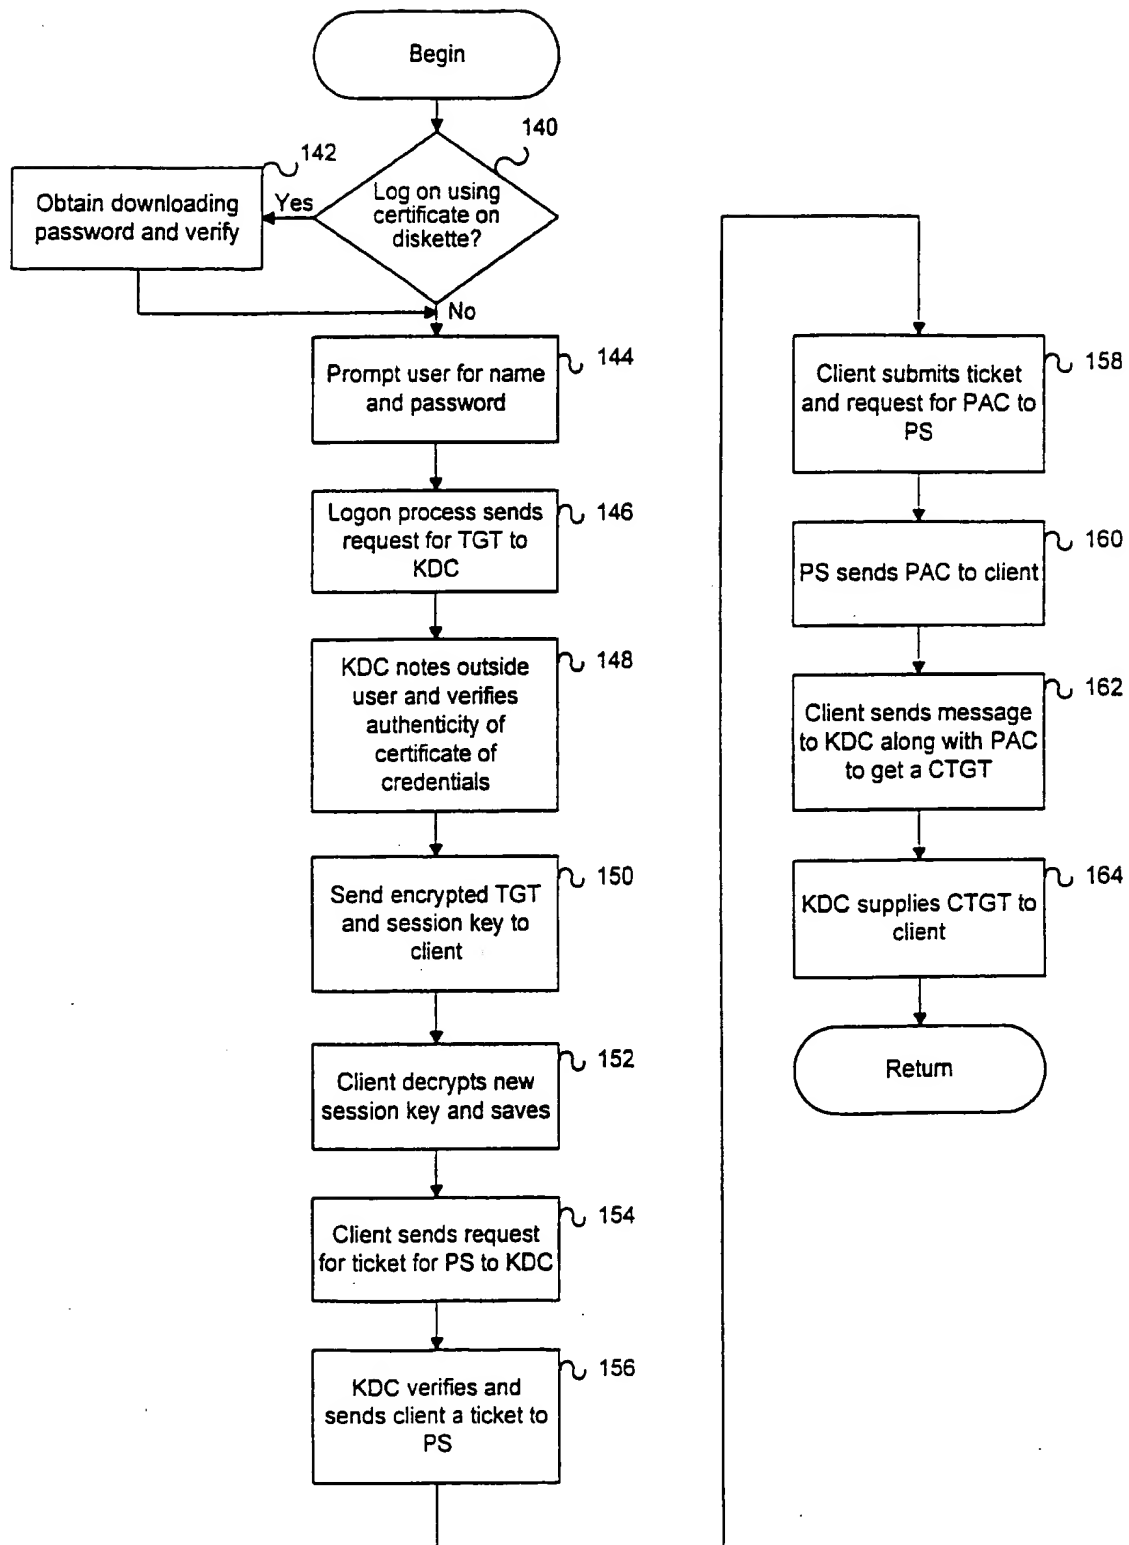 Begin
140
Log on using
certificate on
diskette?
Yes
142
Obtain downloading
password and verify
No
144
Prompt user for name
and password
146
Logon process sends
request for TGT to
KDC
148
KDC notes outside
user and verifies
authenticity of
certificate of
credentials
150
Send encrypted TGT
and session key to
client
152
Client decrypts new
session key and saves
154
Client sends request
for ticket for PS to KDC
156
KDC verifies and
sends client a ticket to
PS
158
Client submits ticket
and request for PAC to
PS
160
PS sends PAC to client
162
Client sends message
to KDC along with PAC
to get a CTGT
164
KDC supplies CTGT to
client
Return